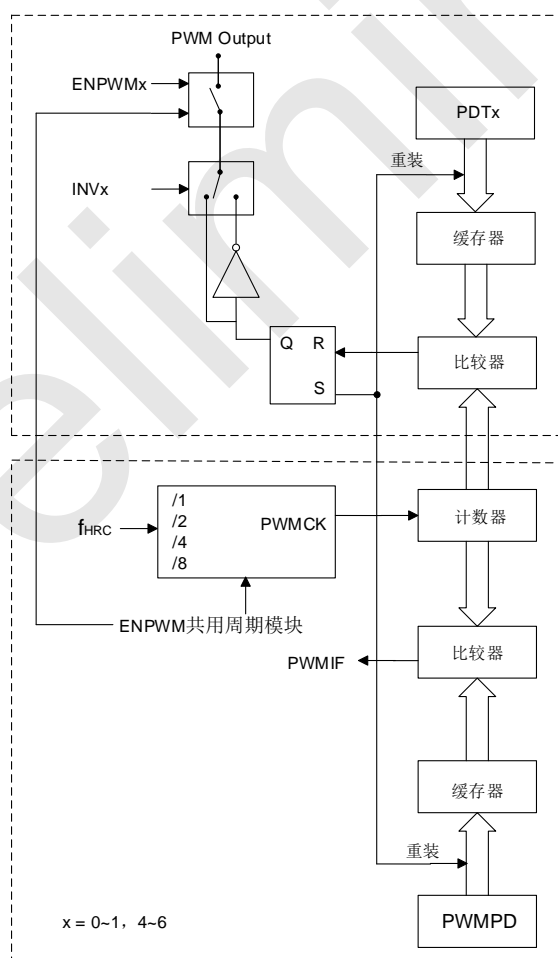 PWM Output
ENPWMx
PDTx
重装
INVx
缓存器
Q R
比较器
S
/1
/2
/4
/8
fHRC
PWMCK
计数器
ENPWM共用周期模块
PWMIF
比较器
缓存器
重装
PWMPD
x = 0~1，4~6
elimi